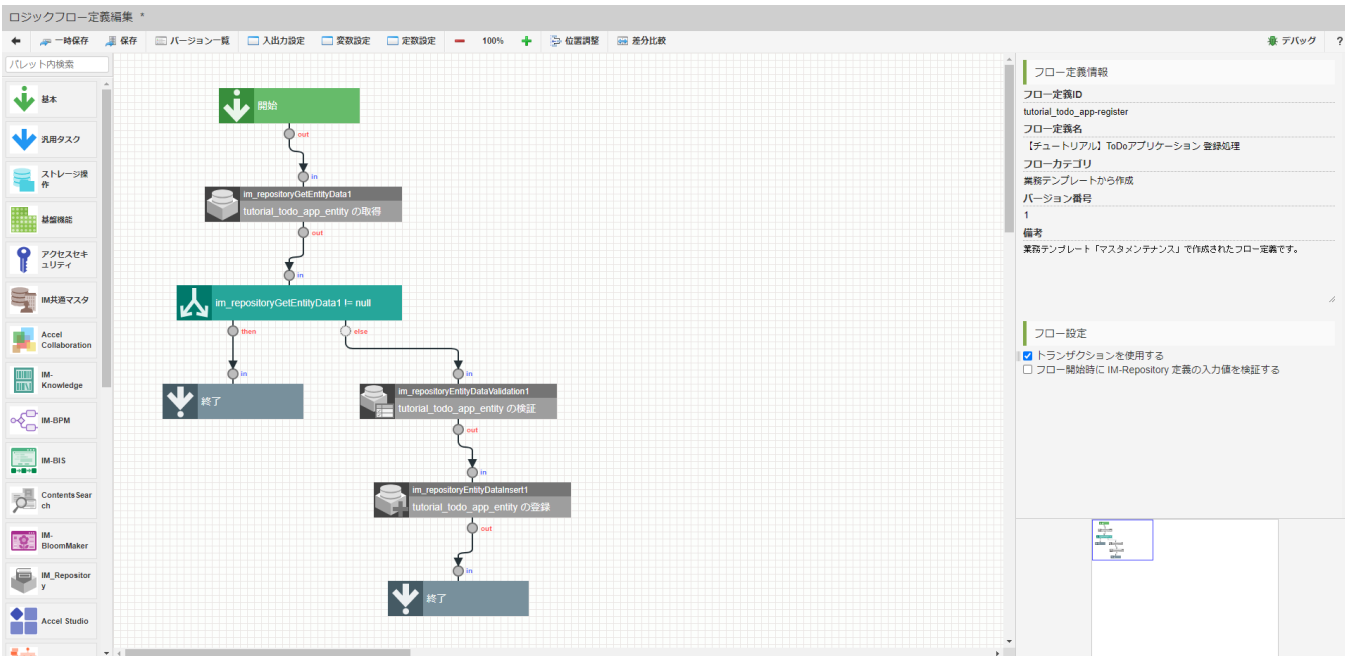 ロジックフロー定義編集 *
一時保存 保存 バージョン一覧 入出力設定 変数設定 定数設定 100% 位置調整 差分比較 デバッグ ?
パレット内検索
基本
汎用タスク
ストレージ操
作
基盤機能
アクセスセキ
ュリティ
IM共通マスタ
Accel
Collaboration
IM-
Knowledge
IM-BPM
IM-BIS
ContentsSear
ch
IM-
BloomMaker
IM_Repositor
y
Accel Studio
開始
out
in
im_repositoryGetEntityData1
tutorial_todo_app_entity の取得
out
in
im_repositoryGetEntityData1 != null
then
else
in
終了
in
im_repositoryEntityDataValidation1
tutorial_todo_app_entity の検証
out
in
im_repositoryEntityDataInsert1
tutorial_todo_app_entity の登録
out
in
終了
フロー定義情報
フロー定義ID
tutorial_todo_app-register
フロー定義名
【チュートリアル】ToDoアプリケーション 登録処理
フローカテゴリ
業務テンプレートから作成
バージョン番号
1
備考
業務テンプレート「マスタメンテナンス」で作成されたフロー定義です。
フロー設定
トランザクションを使用する
フロー開始時に IM-Repository 定義の入力値を検証する